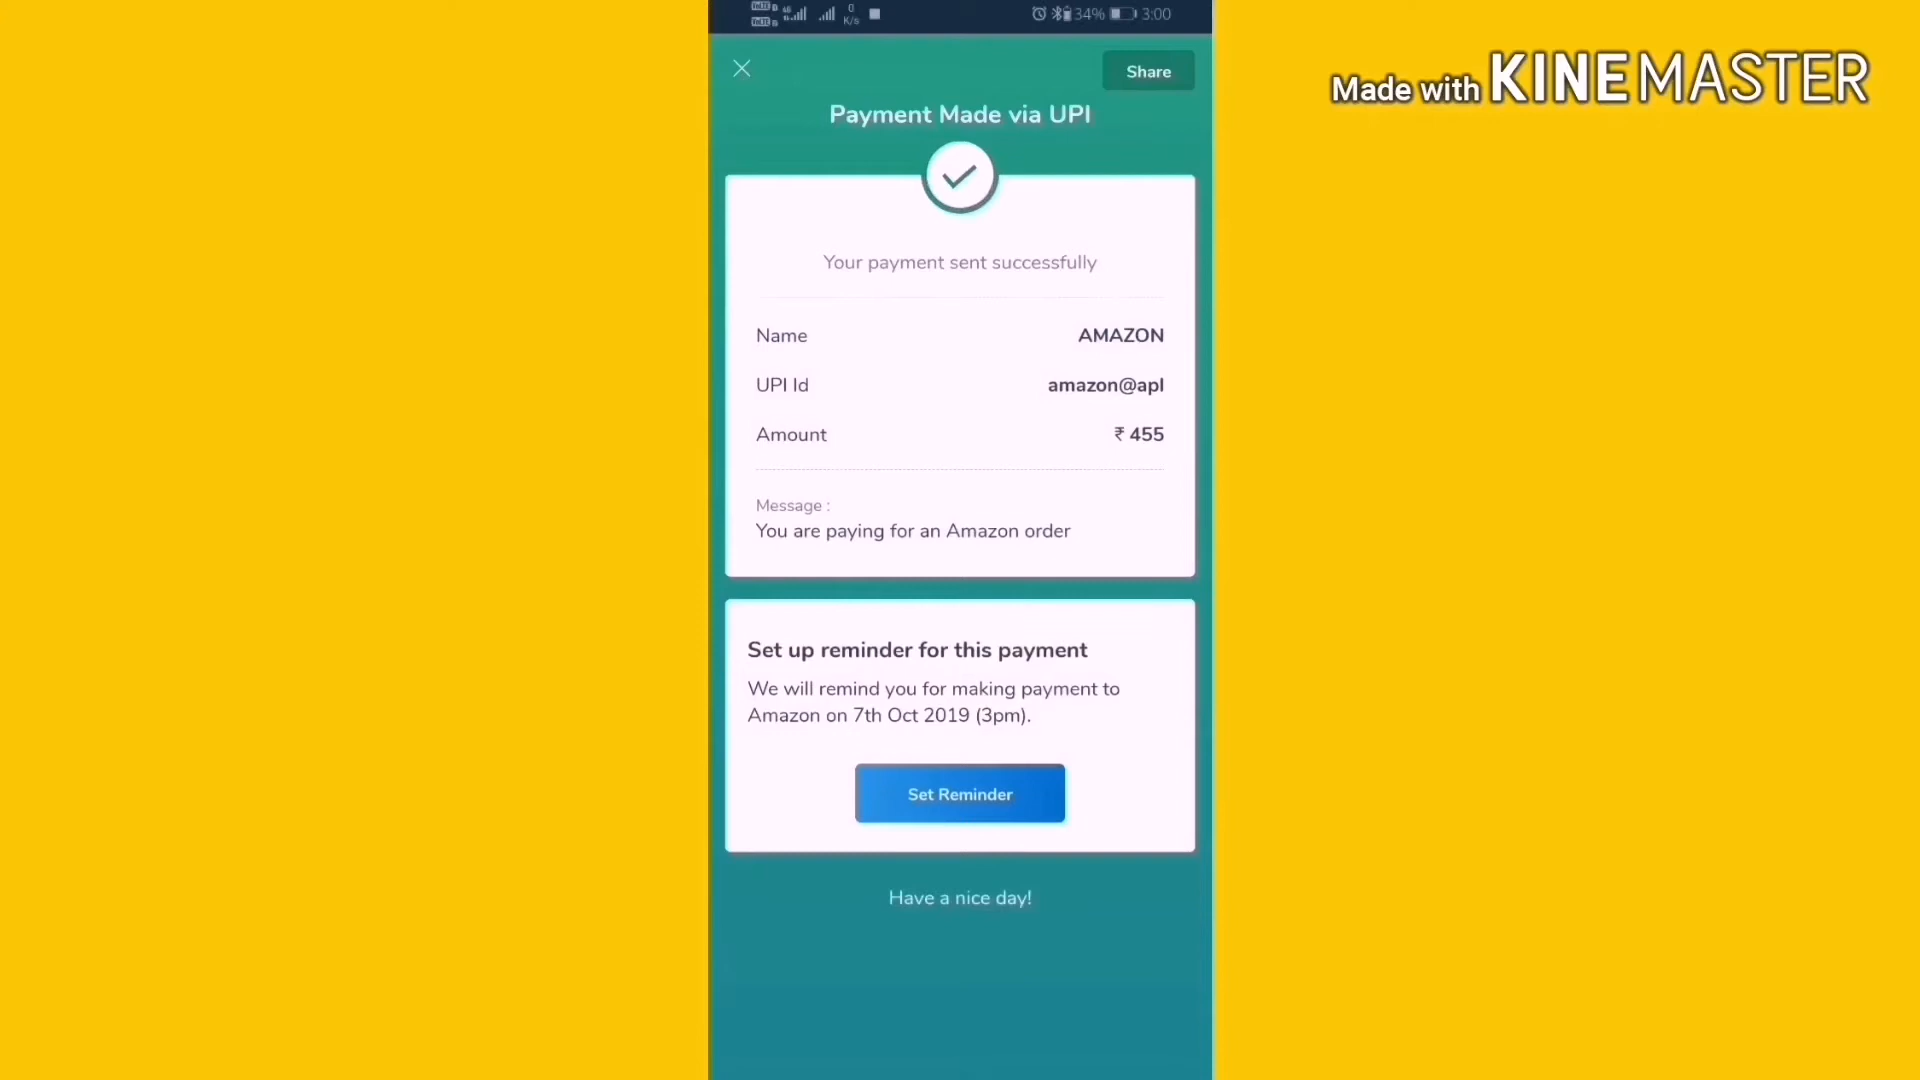 0
K/s
34%
3:00
Share
Made with KINEMASTER
Payment Made via UPI
Your payment sent successfully
Name AMAZON
UPI Id amazon@apl
Amount ₹ 455
Message :
You are paying for an Amazon order
Set up reminder for this payment
We will remind you for making payment to
Amazon on 7th Oct 2019 (3pm).
Set Reminder
Have a nice day!